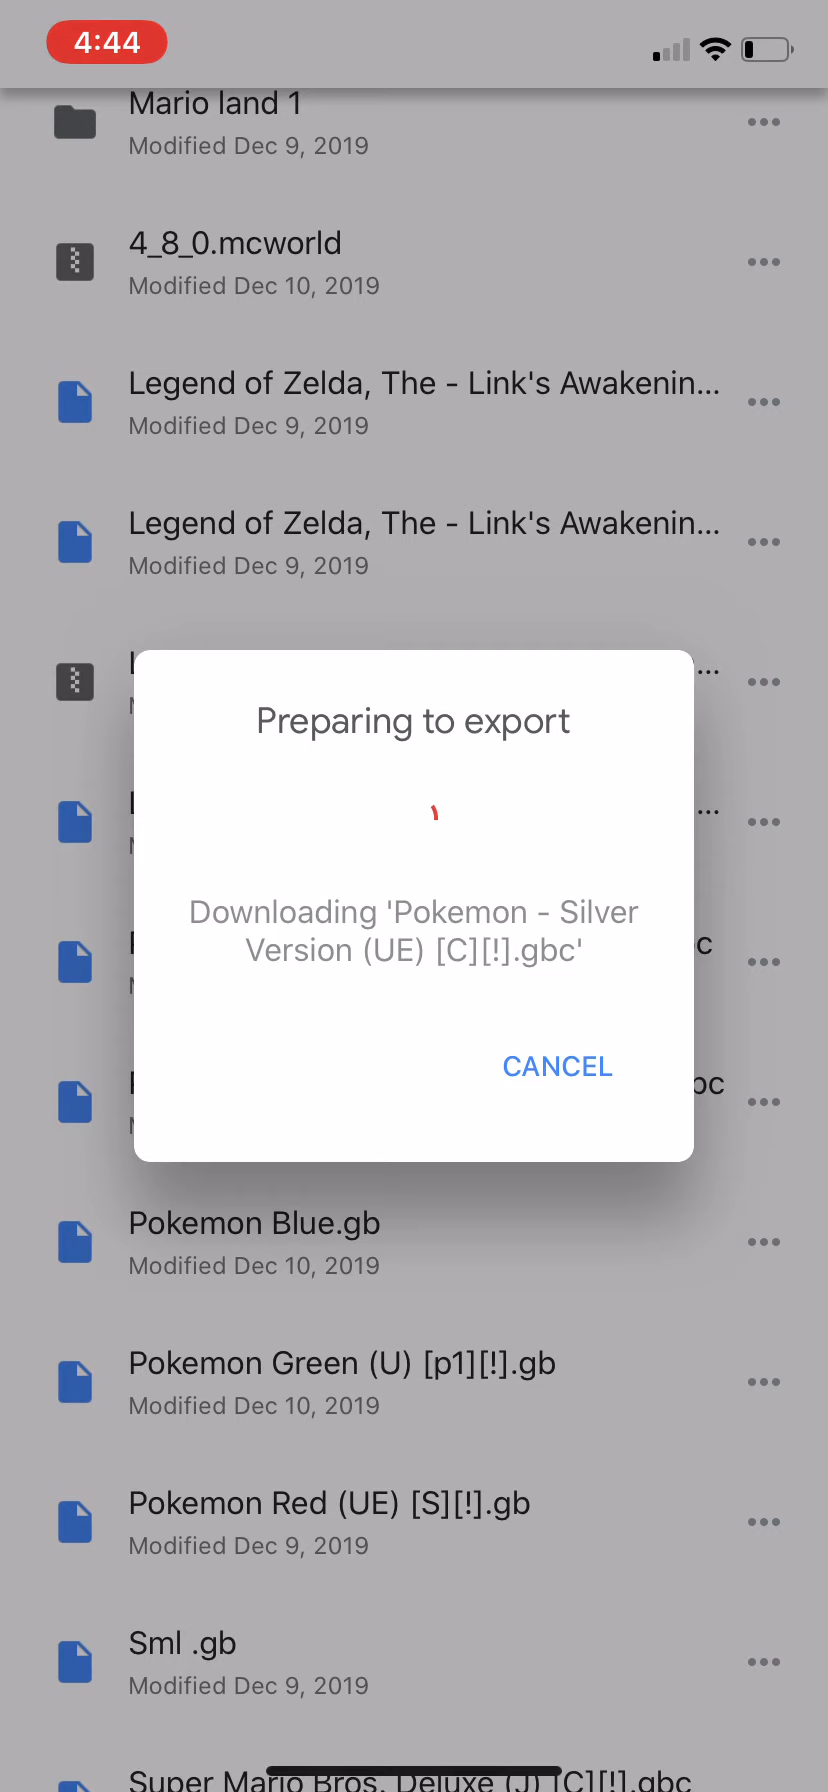 4:44
Mario land 1
Modified Dec 9, 2019
4_8_0.mcworld
Modified Dec 10, 2019
Legend of Zelda, The - Link's Awakenin...
Modified Dec 9, 2019
Legend of Zelda, The - Link's Awakenin...
Modified Dec 9, 2019
Preparing to export
Downloading 'Pokemon - Silver
Version (UE) [C][!].gbc'
CANCEL
Pokemon Blue.gb
Modified Dec 10, 2019
Pokemon Green (U) [p1][!].gb
Modified Dec 10, 2019
Pokemon Red (UE) [S][!].gb
Modified Dec 9, 2019
Sml .gb
Modified Dec 9, 2019
Super Mario Bros. Deluxe (J) [C][!].gbc